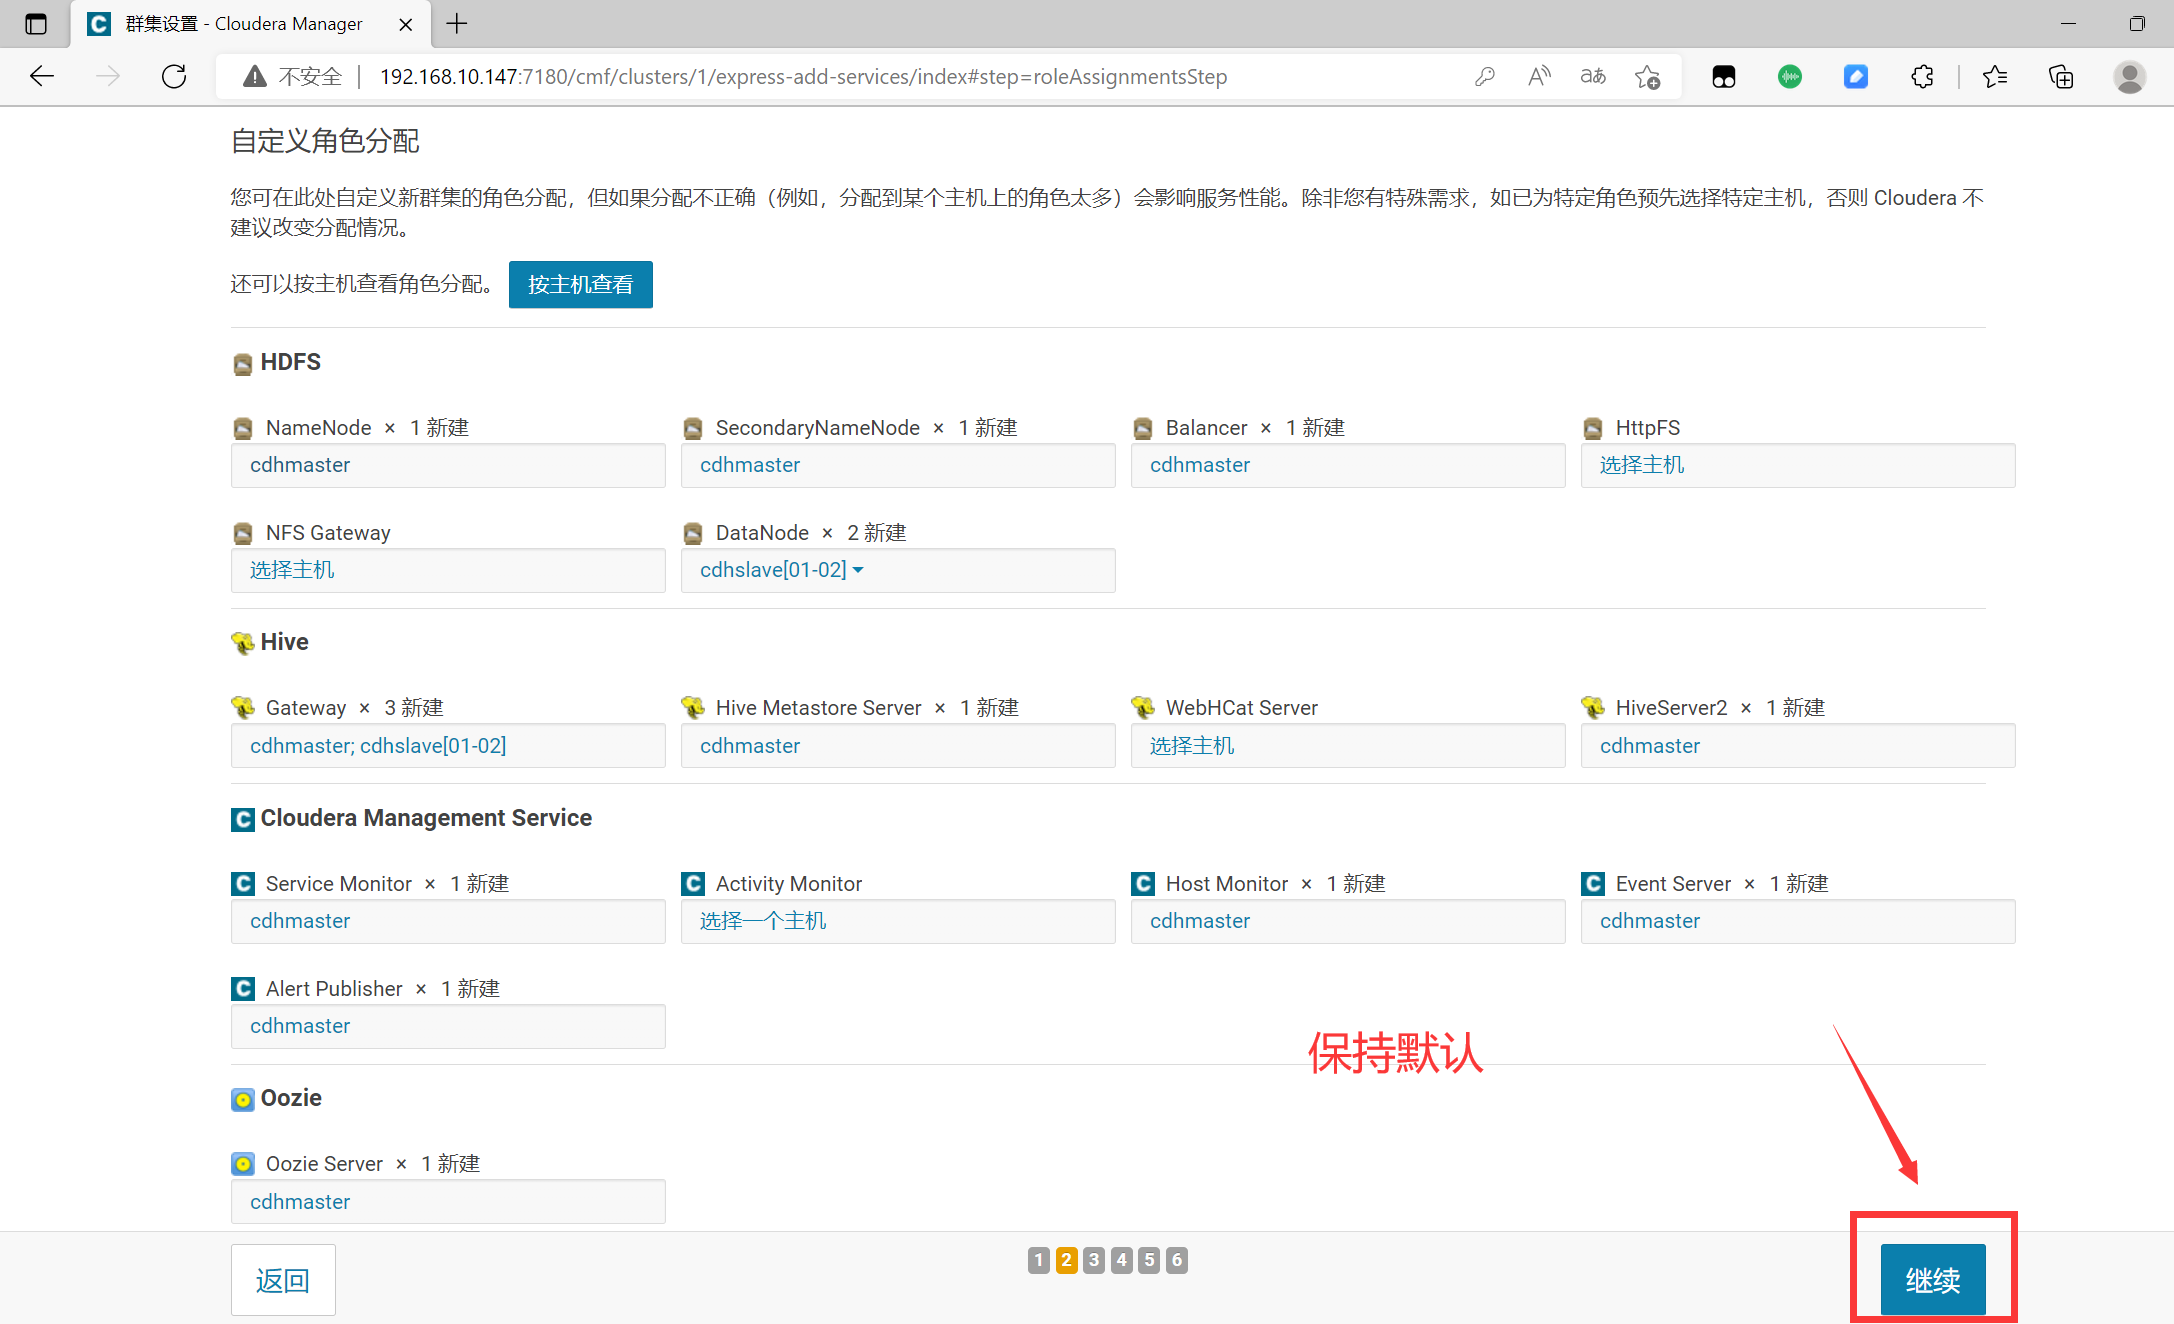 群集设置 - Cloudera Manager
不安全 192.168.10.147:7180/cmf/clusters/1/express-add-services/index#step=roleAssignmentsStep
自定义角色分配
您可在此处自定义新群集的角色分配，但如果分配不正确（例如，分配到某个主机上的角色太多）会影响服务性能。除非您有特殊需求，如已为特定角色预先选择特定主机，否则 Cloudera 不
建议改变分配情况。
还可以按主机查看角色分配。 按主机查看
HDFS
NameNode × 1 新建 SecondaryNameNode × 1 新建 Balancer × 1 新建 HttpFS
cdhmaster cdhmaster cdhmaster 选择主机
NFS Gateway DataNode × 2 新建
选择主机 cdhslave[01-02]
Hive
Gateway × 3 新建 Hive Metastore Server × 1 新建 WebHCat Server HiveServer2 × 1 新建
cdhmaster; cdhslave[01-02] cdhmaster 选择主机 cdhmaster
Cloudera Management Service
Service Monitor × 1 新建 Activity Monitor Host Monitor × 1 新建 Event Server × 1 新建
cdhmaster 选择一个主机 cdhmaster cdhmaster
Alert Publisher × 1 新建
cdhmaster
保持默认
Oozie
Oozie Server × 1 新建
cdhmaster
返回 1 2 3 4 5 6 继续